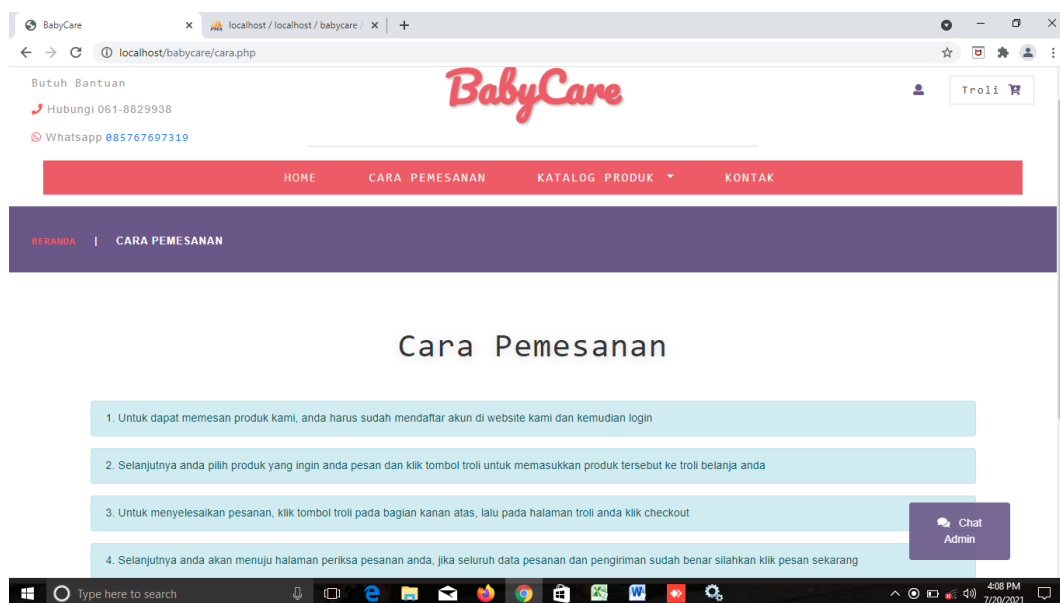 BabyCare
localhost / localhost / babycare /
localhost/babycare/cara.php
Butuh Bantuan
Hubungi 061-8829938
Whatsapp 085767697319
BabyCare
Troli
HOME CARA PEMESANAN KATALOG PRODUK KONTAK
BERANDA | CARA PEMESANAN
Cara Pemesanan
1. Untuk dapat memesan produk kami, anda harus sudah mendaftar akun di website kami dan kemudian login
2. Selanjutnya anda pilih produk yang ingin anda pesan dan klik tombol troli untuk memasukkan produk tersebut ke troli belanja anda
3. Untuk menyelesaikan pesanan, klik tombol troli pada bagian kanan atas, lalu pada halaman troli anda klik checkout
4. Selanjutnya anda akan menuju halaman periksa pesanan anda, jika seluruh data pesanan dan pengiriman sudah benar silahkan klik pesan sekarang
Chat
Admin
Type here to search
4:08 PM
7/20/2021